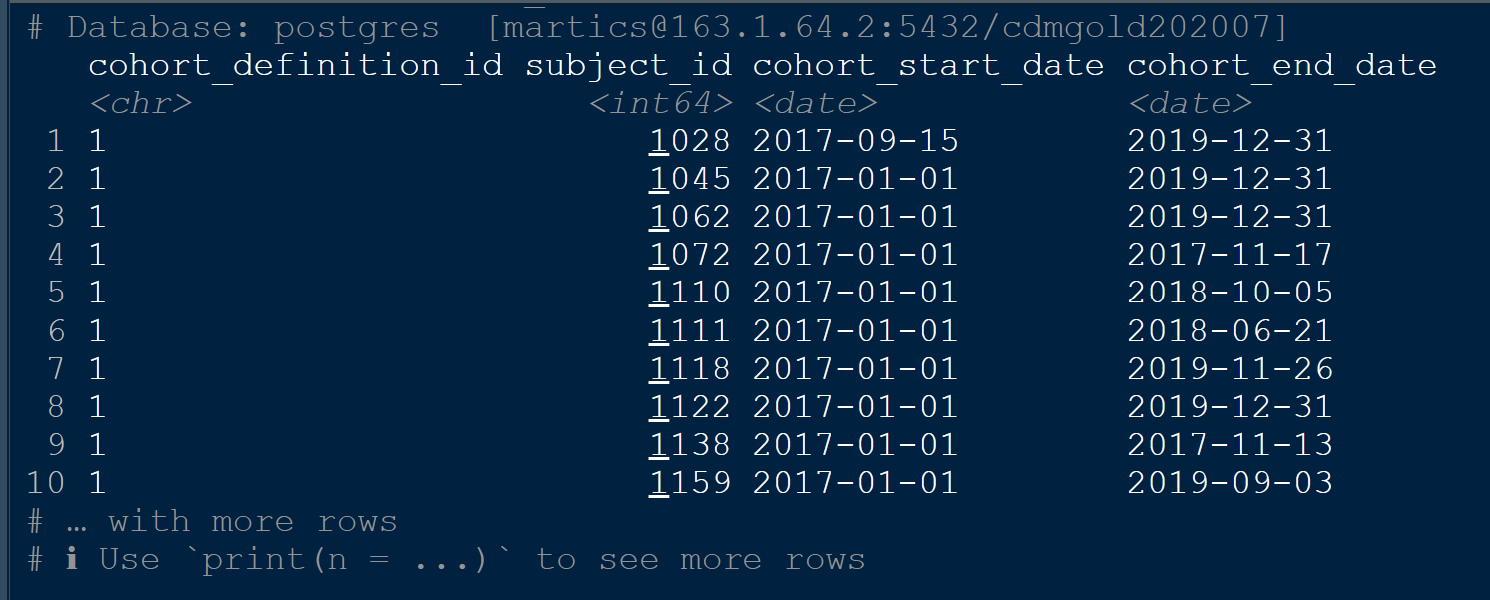 # Database: postgres [martics@163.1.64.2:5432/cdmgold202007]
cohort_definition_id subject_id cohort_start_date cohort_end_date
<chr> <int64> <date> <date>
1 1 1028 2017-09-15 2019-12-31
2 1 1045 2017-01-01 2019-12-31
3 1 1062 2017-01-01 2019-12-31
4 1 1072 2017-01-01 2017-11-17
5 1 1110 2017-01-01 2018-10-05
6 1 1111 2017-01-01 2018-06-21
7 1 1118 2017-01-01 2019-11-26
8 1 1122 2017-01-01 2019-12-31
9 1 1138 2017-01-01 2017-11-13
10 1 1159 2017-01-01 2019-09-03
# … with more rows
# ℹ Use `print(n = ...)` to see more rows